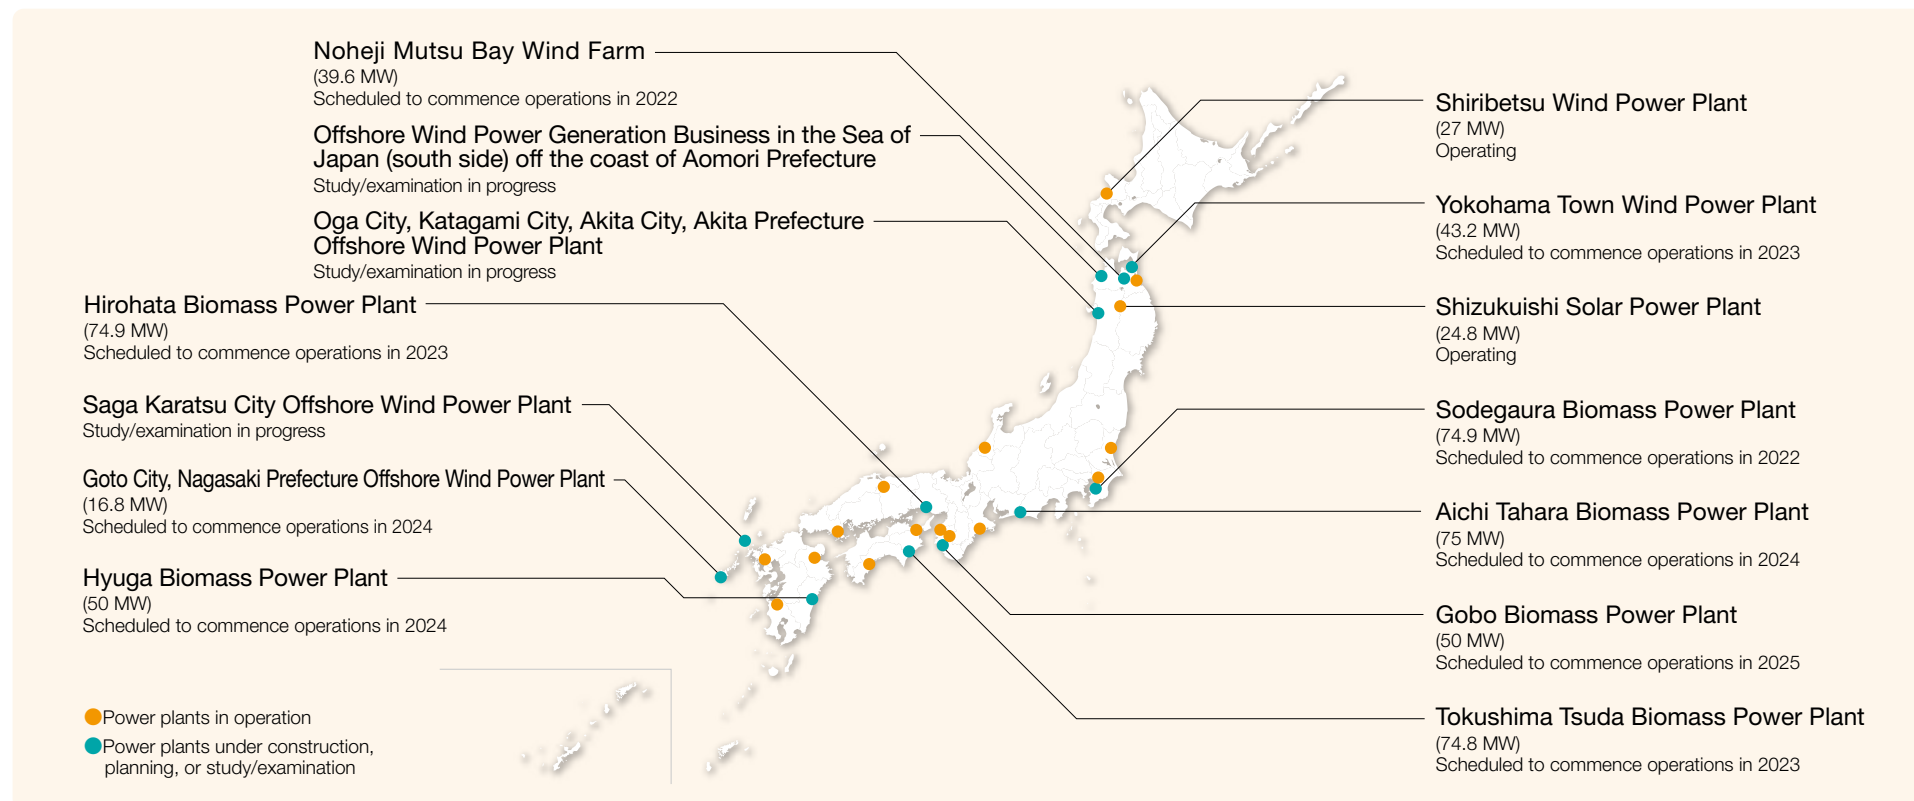 Noheji Mutsu Bay Wind Farm
(39.6 MW)
Scheduled to commence operations in 2022
Offshore Wind Power Generation Business in the Sea of
Japan (south side) off the coast of Aomori Prefecture
Study/examination in progress
Oga City, Katagami City, Akita City, Akita Prefecture
Offshore Wind Power Plant
Study/examination in progress
Hirohata Biomass Power Plant
(74.9 MW)
Scheduled to commence operations in 2023
Saga Karatsu City Offshore Wind Power Plant
Study/examination in progress
Goto City, Nagasaki Prefecture Offshore Wind Power Plant
(16.8 MW)
Scheduled to commence operations in 2024
Hyuga Biomass Power Plant
(50 MW)
Scheduled to commence operations in 2024
Power plants in operation
Power plants under construction,
planning, or study/examination
Shiribetsu Wind Power Plant
(27 MW)
Operating
Yokohama Town Wind Power Plant
(43.2 MW)
Scheduled to commence operations in 2023
Shizukuishi Solar Power Plant
(24.8 MW)
Operating
Sodegaura Biomass Power Plant
(74.9 MW)
Scheduled to commence operations in 2022
Aichi Tahara Biomass Power Plant
(75 MW)
Scheduled to commence operations in 2024
Gobo Biomass Power Plant
(50 MW)
Scheduled to commence operations in 2025
Tokushima Tsuda Biomass Power Plant
(74.8 MW)
Scheduled to commence operations in 2023